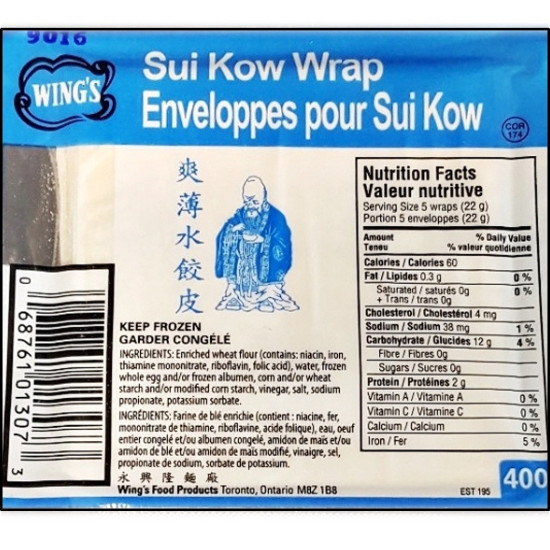 9016
WING'S
Sui Kow Wrap
Enveloppes pour Sui Kow
COR
174
爽薄水餃皮
Nutrition Facts
Valeur nutritive
Serving Size 5 wraps (22 g)
Portion 5 enveloppes (22 g)
Amount % Daily Value
Teneu % valeur quotidienne
Calories / Calories 60
Fat / Lipides 0.3 g 0 %
Saturated / saturés 0g 0 %
+ Trans / trans 0g
Cholesterol / Cholestérol 4 mg
Sodium / Sodium 38 mg 1 %
Carbohydrate / Glucides 12 g 4 %
Fibre / Fibres 0g
Sugars / Sucres 0g
Protein / Protéines 2 g
Vitamin A / Vitamine A 0 %
Vitamin C / Vitamine C 0 %
Calcium / Calcium 0 %
Iron / Fer 5 %
KEEP FROZEN
GARDER CONGÉLÉ
INGREDIENTS: Enriched wheat flour (contains: niacin, iron,
thiamine mononitrate, riboflavin, folic acid), water, frozen
whole egg and/or frozen albumen, corn and/or wheat
starch and/or modified corn starch, vinegar, salt, sodium
propionate, potassium sorbate.
INGRÉDIENTS: Farine de blé enrichie (contient : niacine, fer,
mononitrate de thiamine, riboflavine, acide folique), eau, oeuf
entier congelé et/ou albumen congelé, amidon de maïs et/ou
amidon de blé et/ou amidon de maïs modifié, vinaigre, sel,
propionate de sodium, sorbate de potassium.
永興隆麵廠
Wing's Food Products Toronto, Ontario M8Z 1B8
0 68761 01307 3
EST 195
400